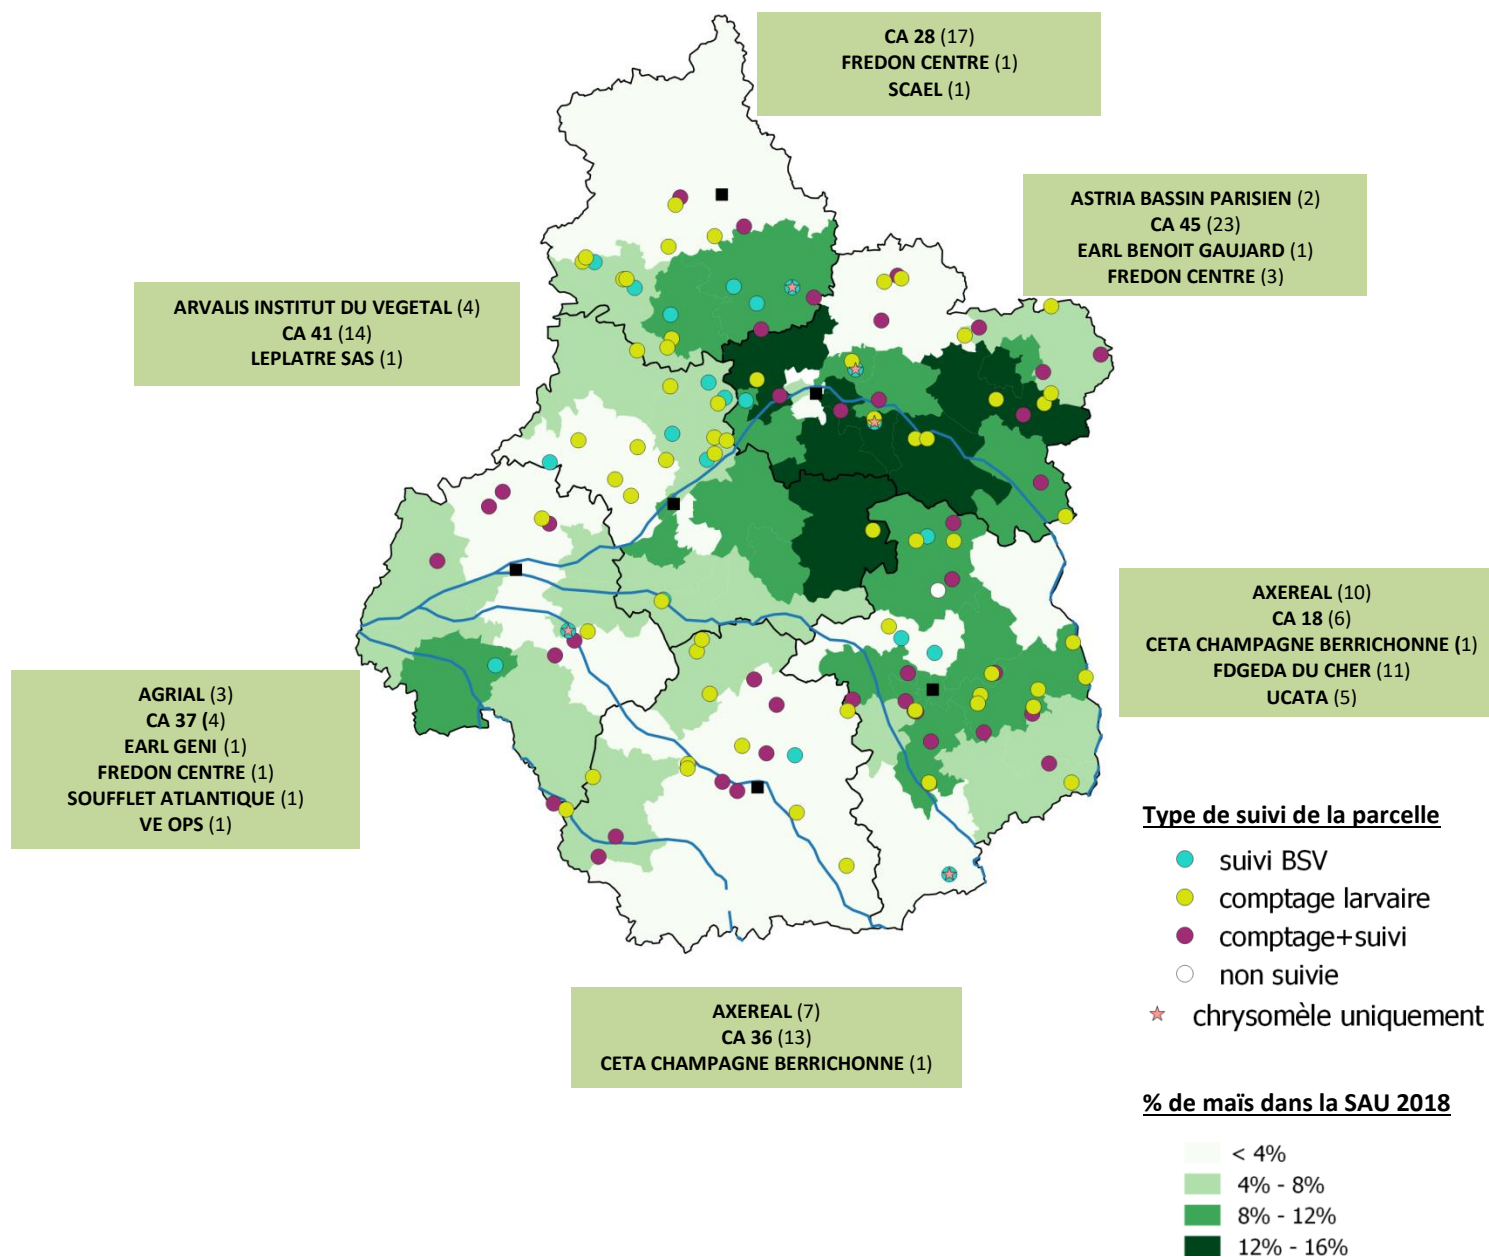 CA 28 (17)
FREDON CENTRE (1)
SCAEL (1)
ASTRIA BASSIN PARISIEN (2)
CA 45 (23)
EARL BENOIT GAUJARD (1)
FREDON CENTRE (3)
ARVALIS INSTITUT DU VEGETAL (4)
CA 41 (14)
LEPLATRE SAS (1)
AXEREAL (10)
CA 18 (6)
CETA CHAMPAGNE BERRICHONNE (1)
FDGEDA DU CHER (11)
UCATA (5)
AGRIAL (3)
CA 37 (4)
EARL GENI (1)
FREDON CENTRE (1)
SOUFFLET ATLANTIQUE (1)
VE OPS (1)
AXEREAL (7)
CA 36 (13)
CETA CHAMPAGNE BERRICHONNE (1)
Type de suivi de la parcelle
suivi BSV
comptage larvaire
comptage+suivi
non suivie
chrysomèle uniquement
% de maïs dans la SAU 2018
< 4%
4% - 8%
8% - 12%
12% - 16%